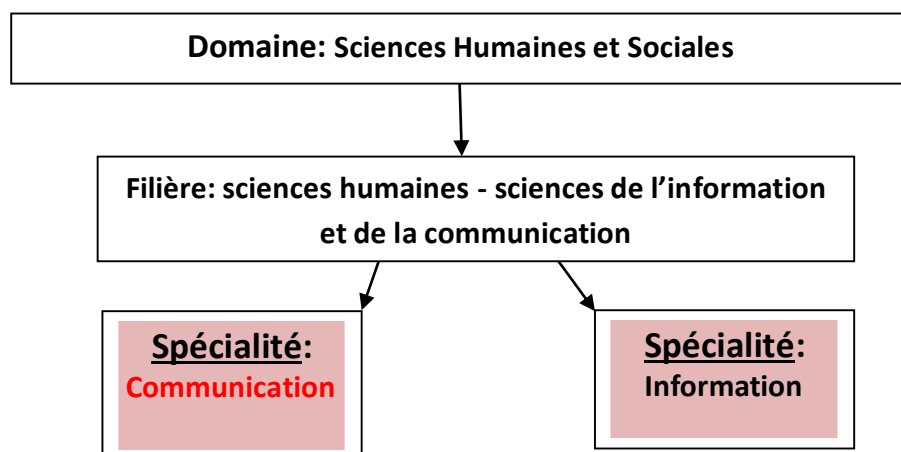 Domaine: Sciences Humaines et Sociales
Filière: sciences humaines - sciences de l’information
et de la communication
Spécialité:
Communication
Spécialité:
Information